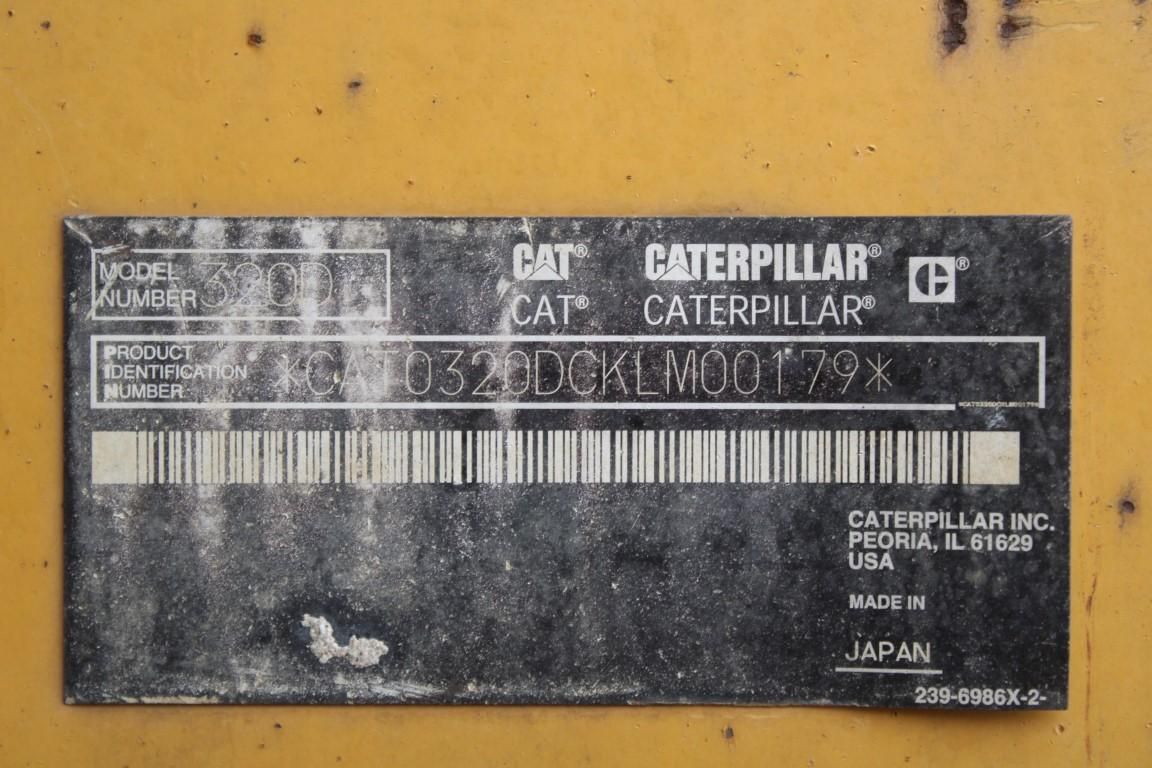 MODEL NUMBER 320D
CAT® CATERPILLAR® C®
CAT® CATERPILLAR®
PRODUCT IDENTIFICATION NUMBER *CAT0320DCKLM00179*
*CAT0320DCKLM00179*
CATERPILLAR INC.
PEORIA, IL 61629
USA
MADE IN
JAPAN
239-6986X-2-